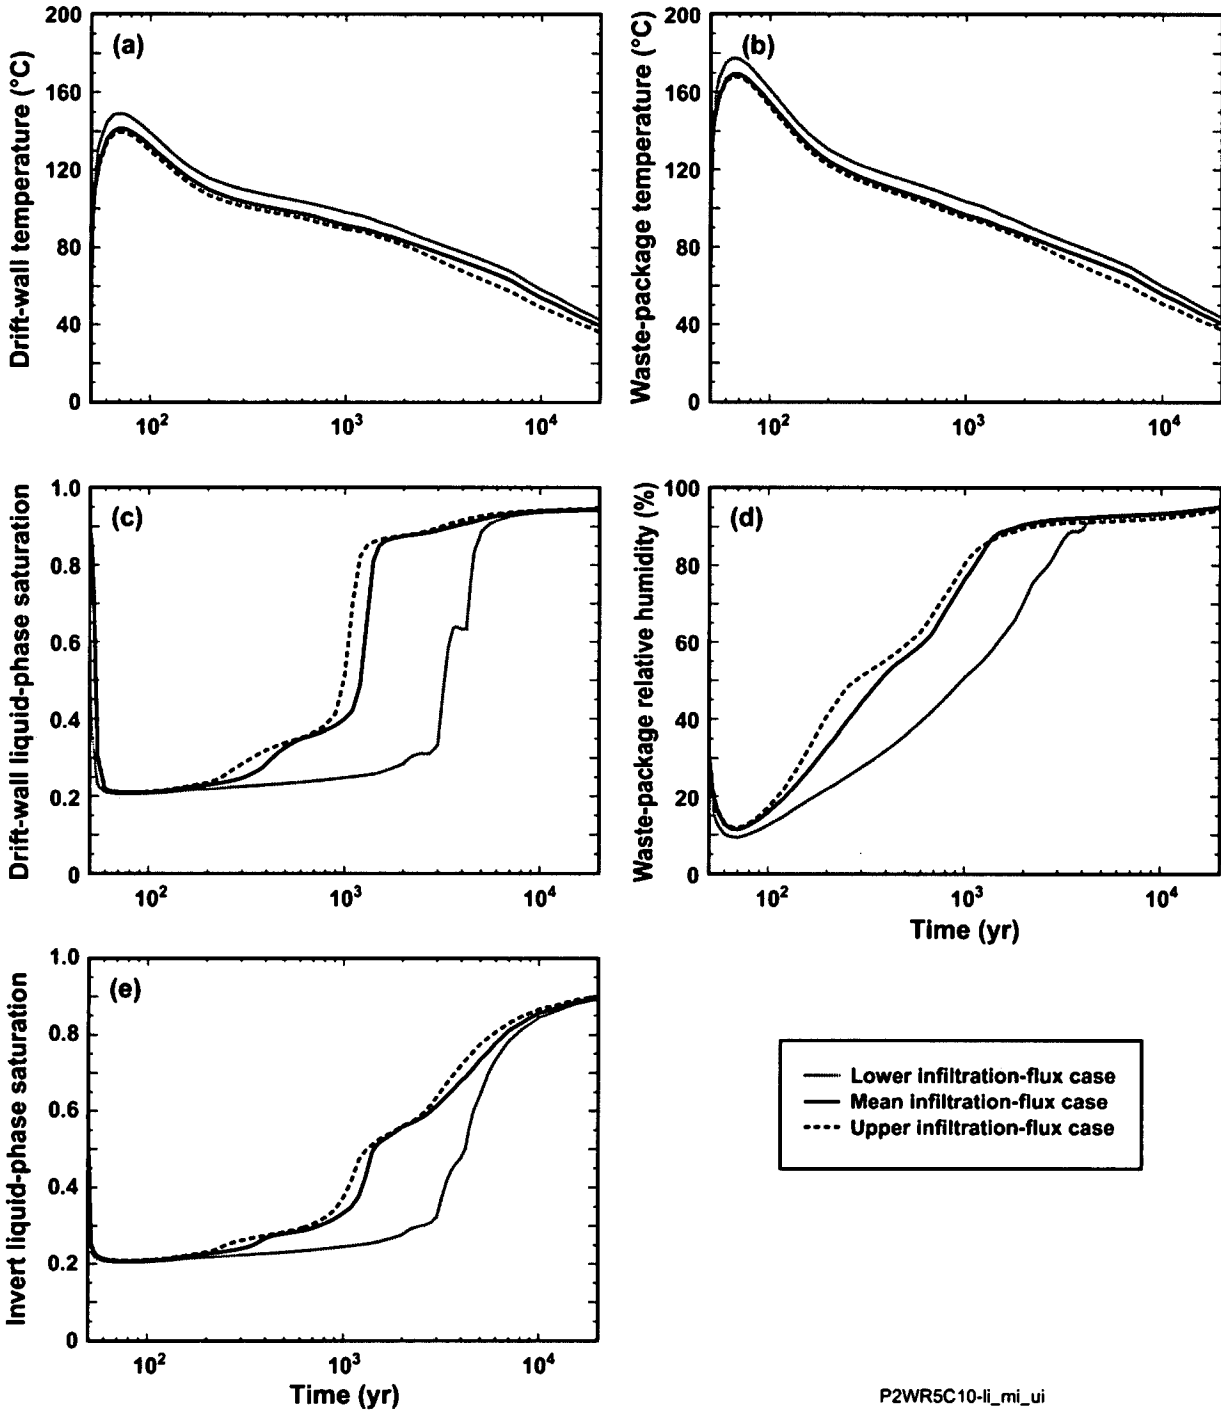 (a)
Drift-wall temperature (°C)
200
160
120
80
40
0
10²
10³
10⁴
(b)
Waste-package temperature (°C)
200
160
120
80
40
0
10²
10³
10⁴
(c)
Drift-wall liquid-phase saturation
1.0
0.8
0.6
0.4
0.2
0
10²
10³
10⁴
(d)
Waste-package relative humidity (%)
100
80
60
40
20
0
10²
10³
10⁴
Time (yr)
(e)
Invert liquid-phase saturation
1.0
0.8
0.6
0.4
0.2
0
10²
10³
10⁴
Time (yr)
Lower infiltration-flux case
Mean infiltration-flux case
Upper infiltration-flux case
P2WR5C10-li_mi_ui